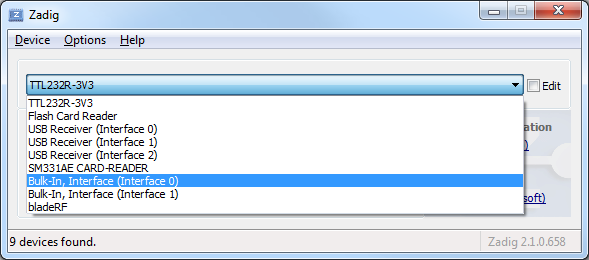 Zadig
Device Options Help
TTL232R-3V3 Edit
TTL232R-3V3
Flash Card Reader
USB Receiver (Interface 0)
USB Receiver (Interface 1)
USB Receiver (Interface 2)
SM331AE CARD-READER
Bulk-In, Interface (Interface 0)
Bulk-In, Interface (Interface 1)
bladeRF
9 devices found. Zadig 2.1.0.658